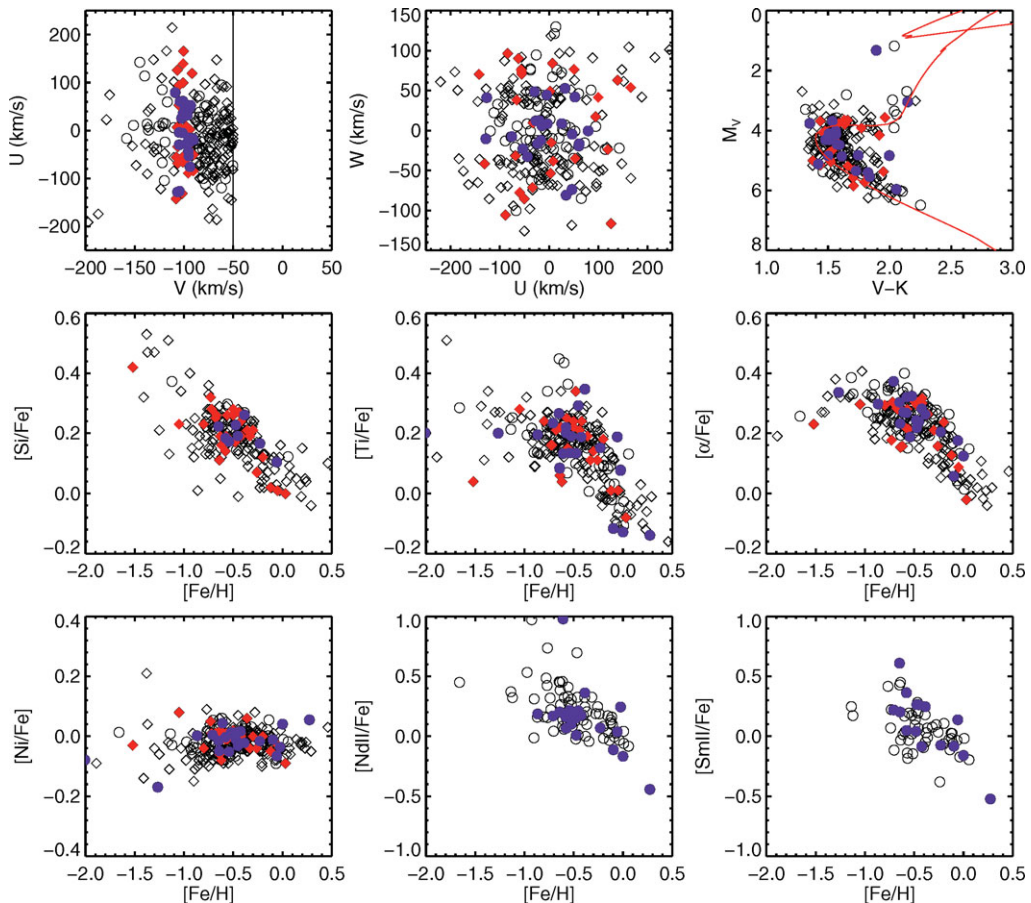 200
100
0
−100
−200
U (km/s)
−200 −150 −100 −50 0 50
V (km/s)
150
100
50
0
−50
−100
−150
W (km/s)
−200 −100 0 100 200
U (km/s)
0
2
4
6
8
M_V
1.0 1.5 2.0 2.5 3.0
V−K
0.6
0.4
0.2
0.0
−0.2
[Si/Fe]
−2.0 −1.5 −1.0 −0.5 0.0 0.5
[Fe/H]
0.6
0.4
0.2
0.0
−0.2
[Ti/Fe]
−2.0 −1.5 −1.0 −0.5 0.0 0.5
[Fe/H]
0.6
0.4
0.2
0.0
−0.2
[α/Fe]
−2.0 −1.5 −1.0 −0.5 0.0 0.5
[Fe/H]
0.4
0.2
0.0
−0.2
−0.4
[Ni/Fe]
−2.0 −1.5 −1.0 −0.5 0.0 0.5
[Fe/H]
1.0
0.5
0.0
−0.5
−1.0
[NdII/Fe]
−2.0 −1.5 −1.0 −0.5 0.0 0.5
[Fe/H]
1.0
0.5
0.0
−0.5
−1.0
[SmII/Fe]
−2.0 −1.5 −1.0 −0.5 0.0 0.5
[Fe/H]